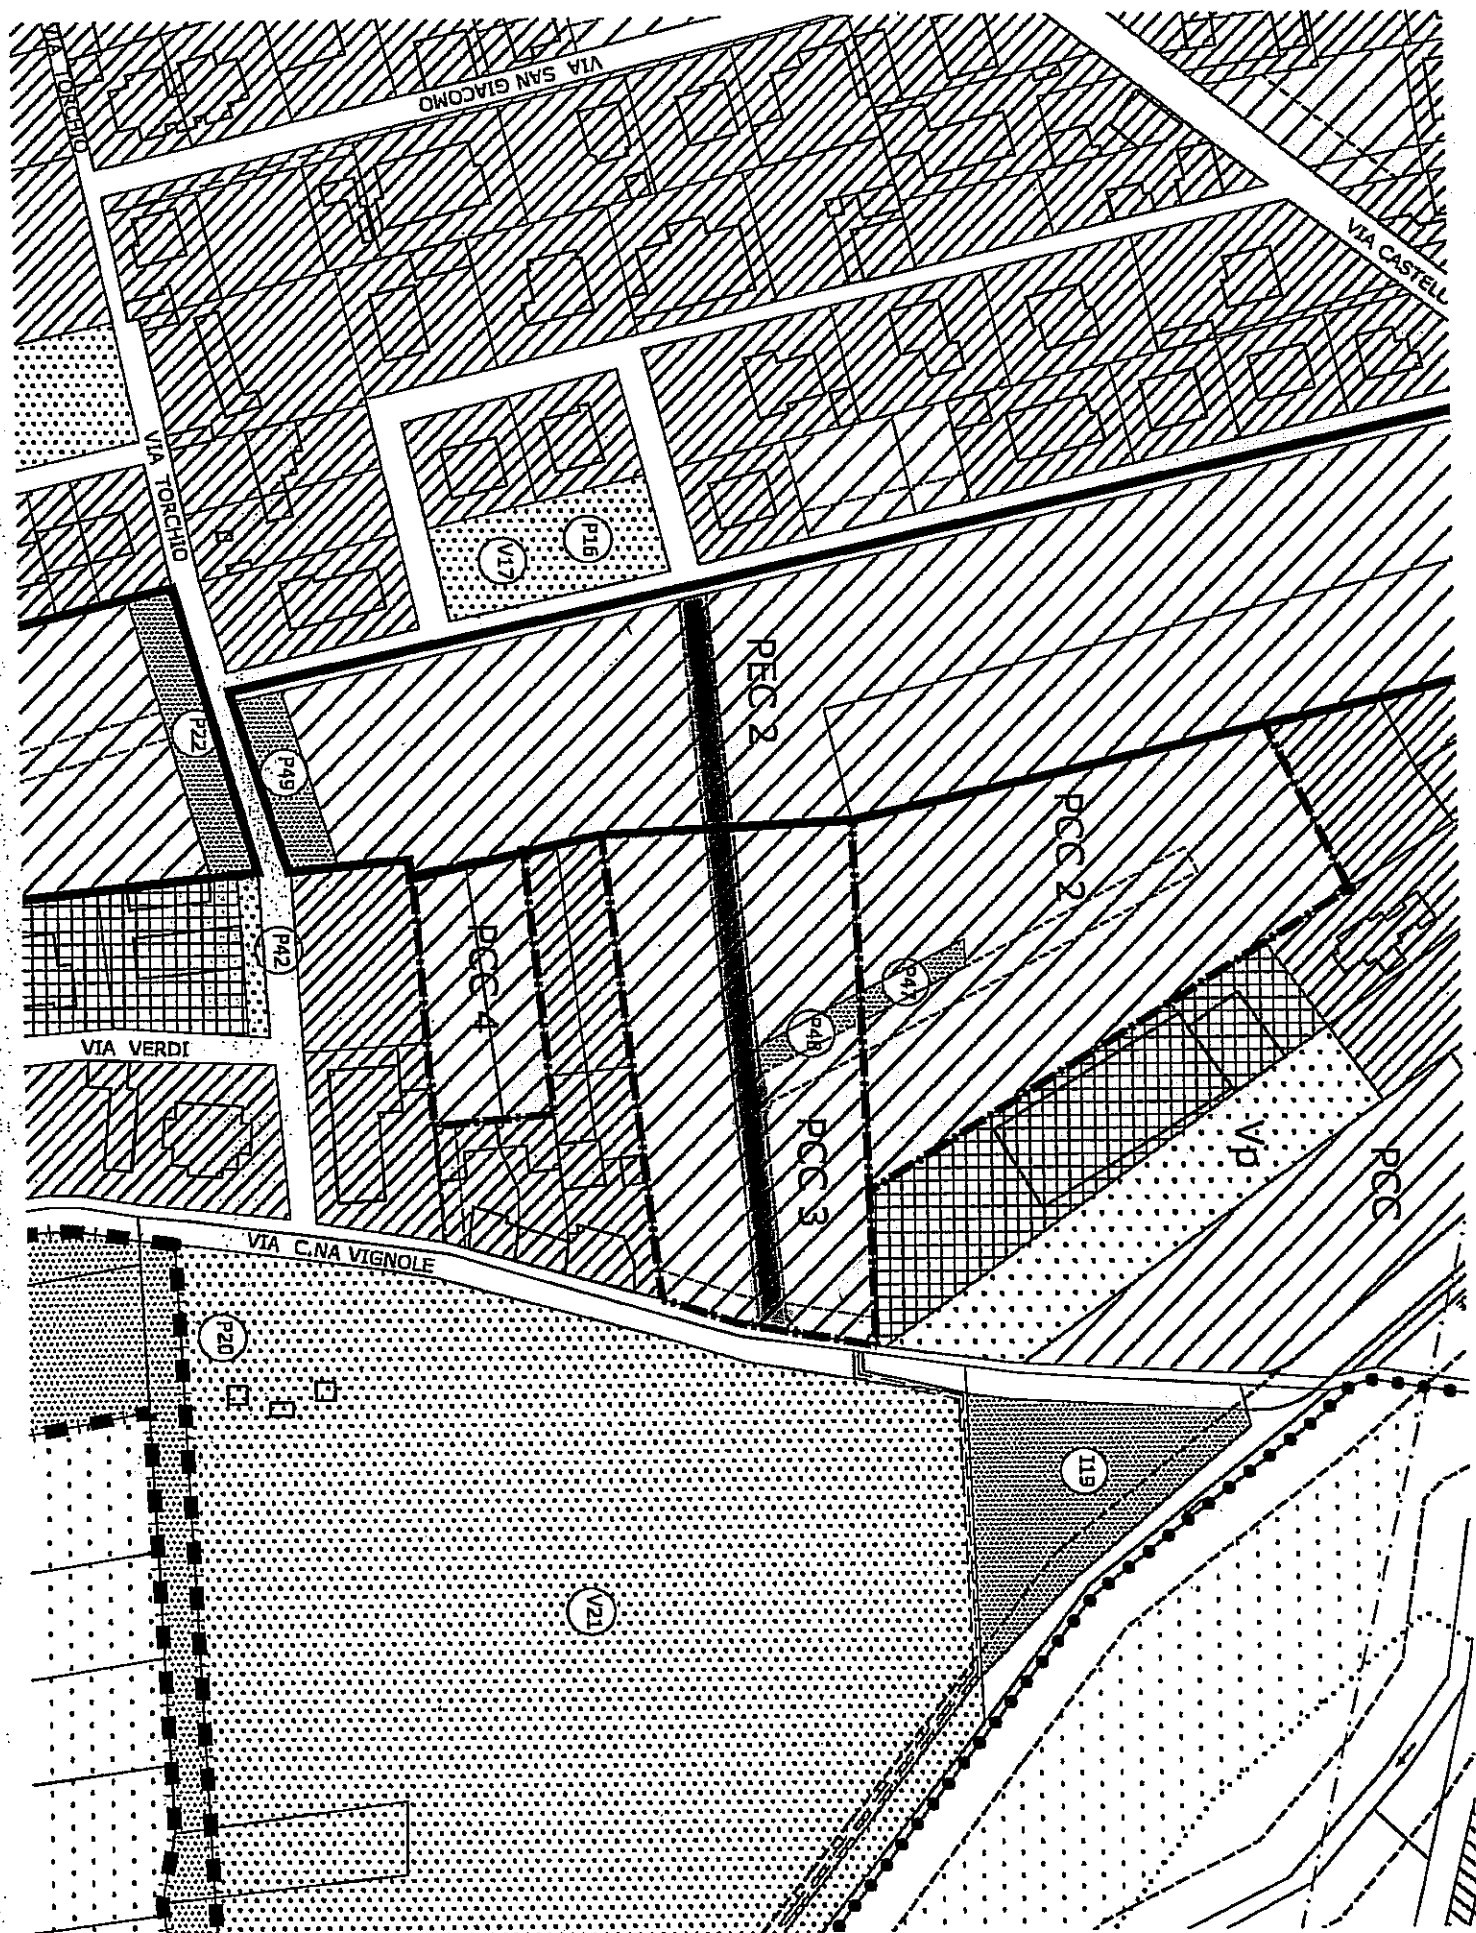 VIA SAN GIACOMO
VIA CASTELL
VIA TORCHIO
P16
V17
PEC 2
P22
P49
PCC 2
P42
PCC 4
P47
P48
VIA VERDI
PCC 3
Vp
PCC
VIA C.NA VIGNOLE
P20
I19
V21